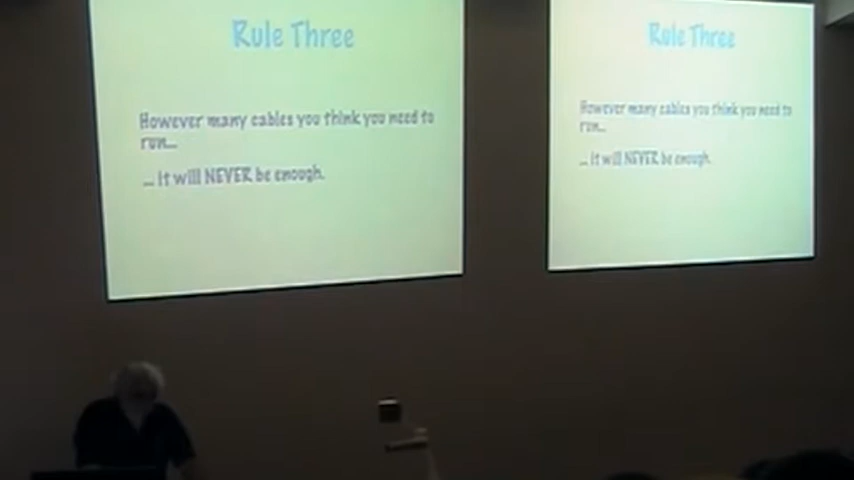 Rule Three
However many cables you think you need to
run...
... it will NEVER be enough.
Rule Three
However many cables you think you need to
run...
... it will NEVER be enough.